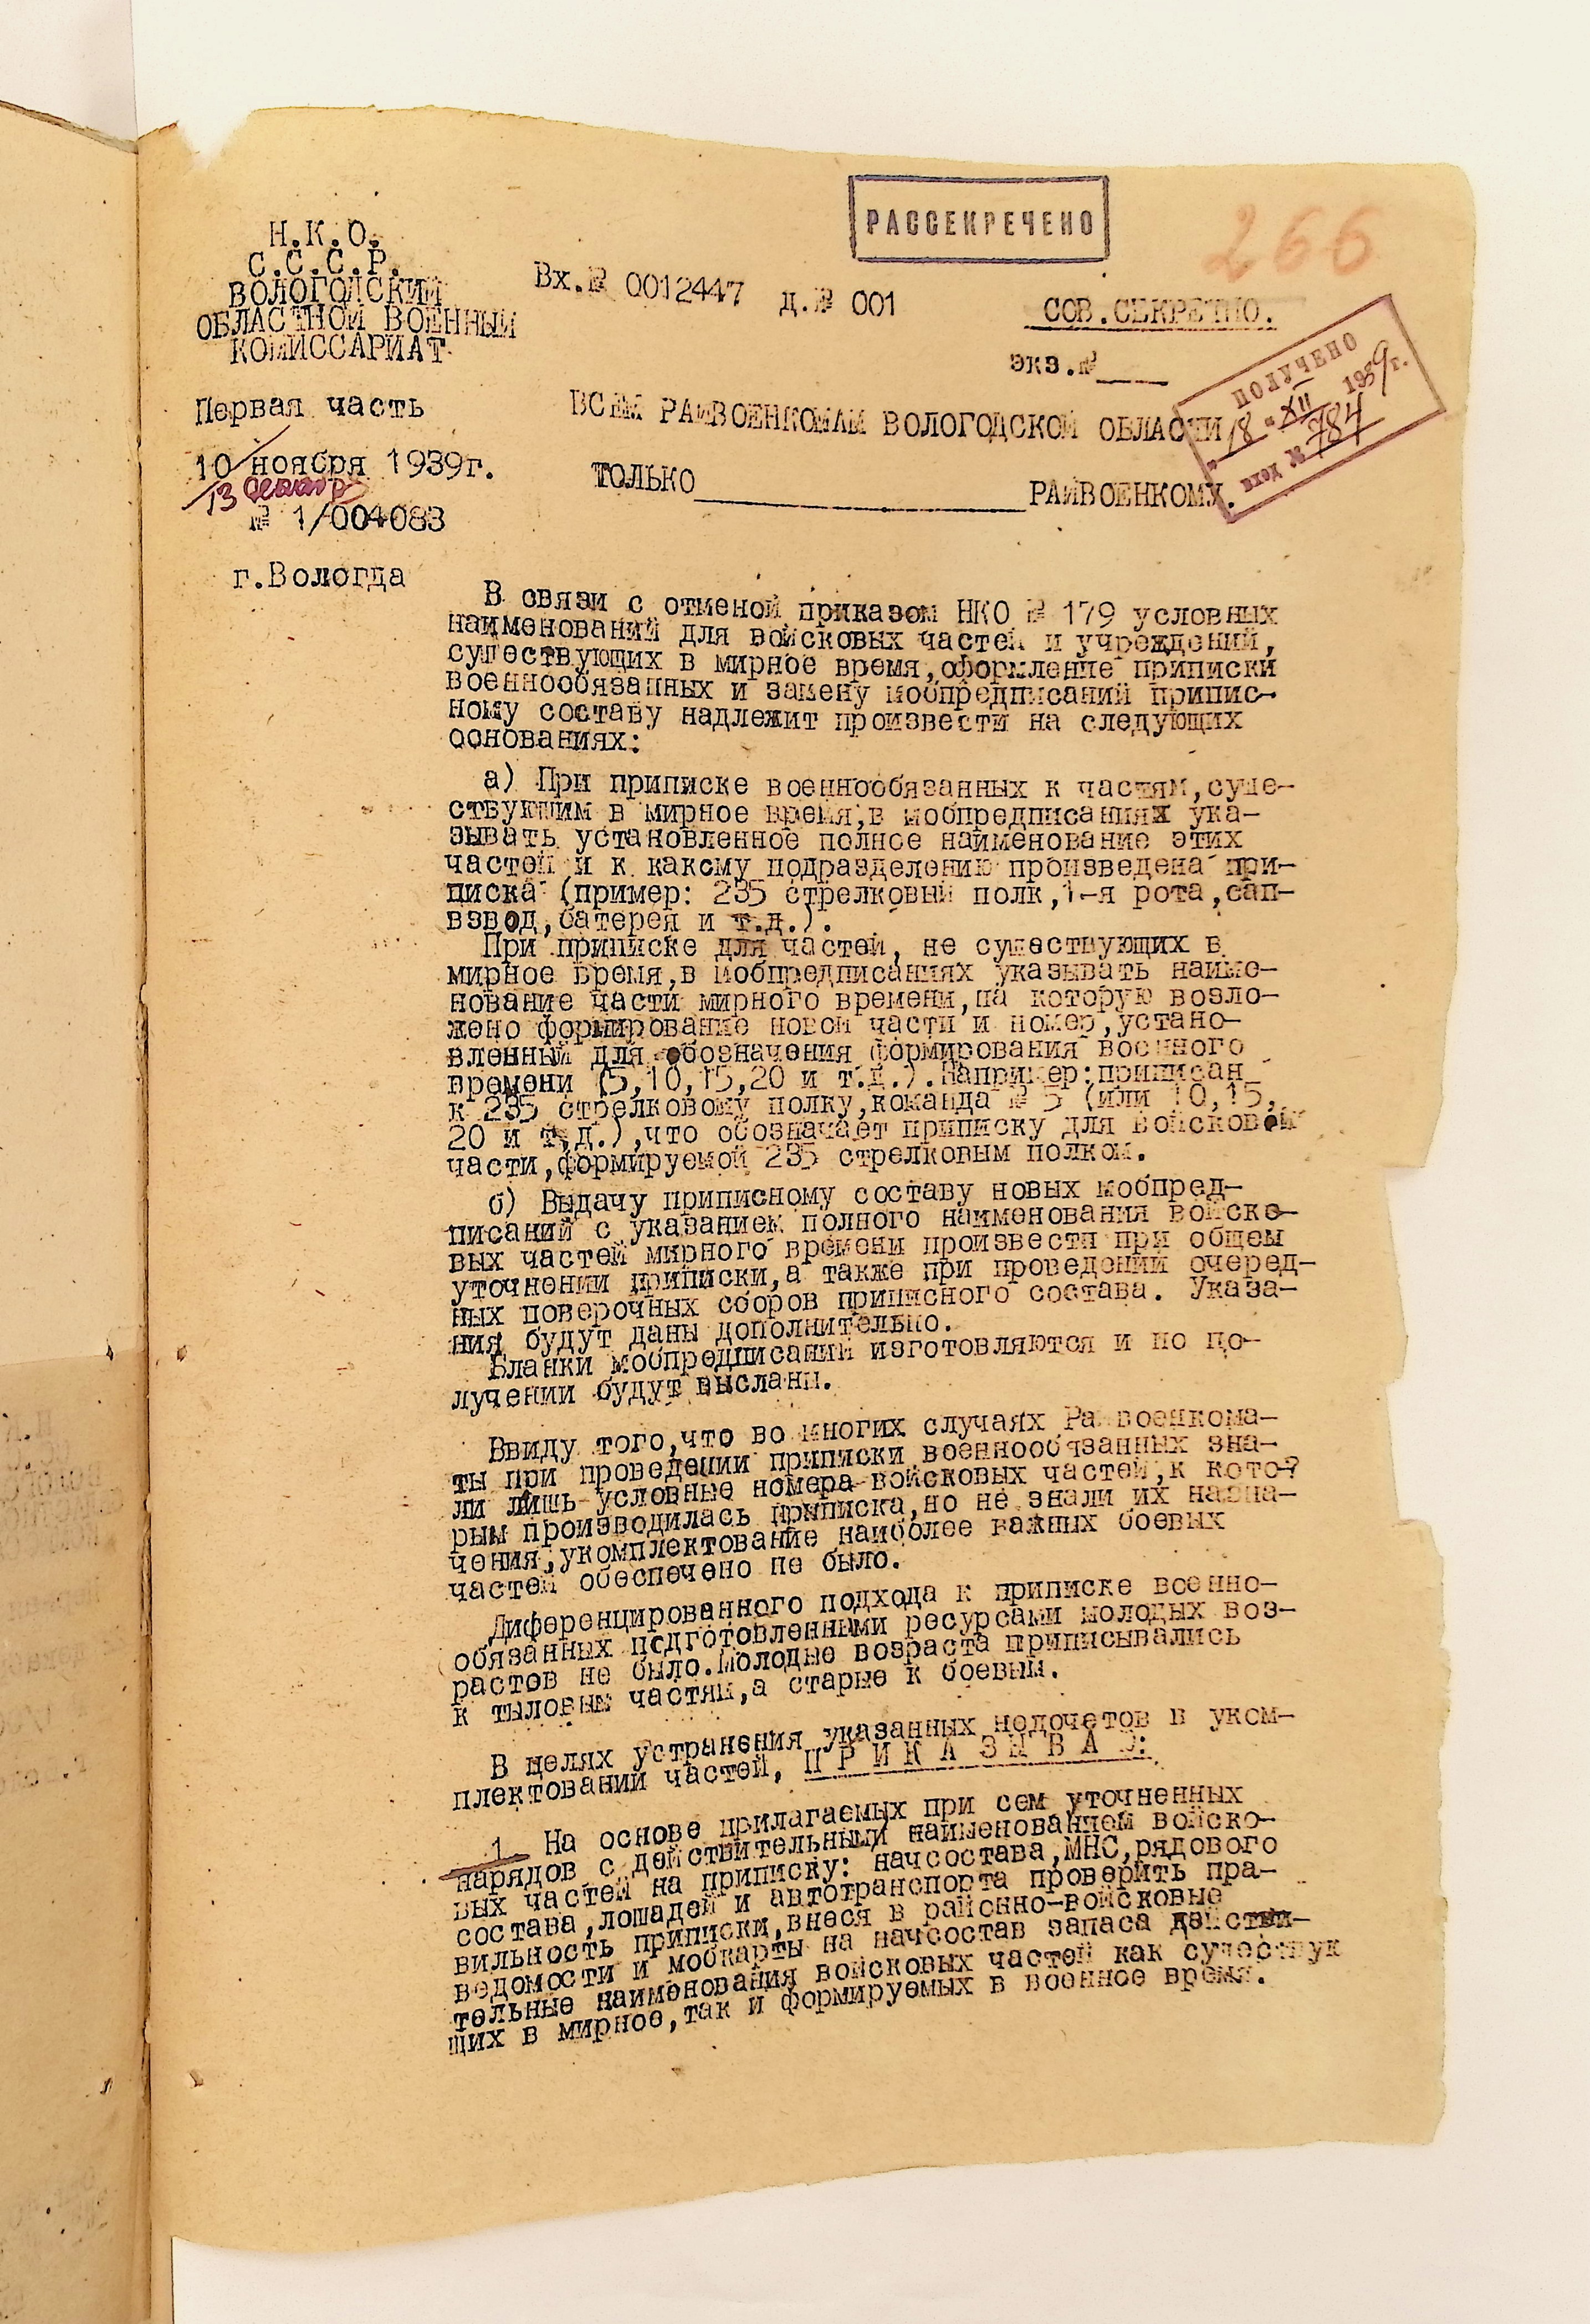 РАССЕКРЕЧЕНО
266
Н.К.О.
С.С.С.Р.
ВОЛОГОДСКИЙ
ОБЛАСТНОЙ ВОЕННЫЙ
КОМИССАРИАТ
Вх.№ 0012447 д.№ 001
СОВ.СЕКРЕТНО.
экз.№
ПОЛУЧЕНО
"18" XII 1939г.
вход № 784
Первая часть
10 ноября 1939г.
13 декабр
№ 1/004083
г.Вологда
ВСЕМ РАЙВОЕНКОМАМ ВОЛОГОДСКОЙ ОБЛАСТИ
ТОЛЬКО РАЙВОЕНКОМУ.
В связи с отменой приказом НКО № 179 условных
наименований для войсковых частей и учреждений,
существующих в мирное время,оформление приписки
военнообязанных и замену мобпредписаний припис-
ному составу надлежит произвести на следующих
основаниях:
а) При приписке военнообязанных к частям,суще-
ствующим в мирное время,в мобпредписаниях ука-
зывать установленное полное наименование этих
частей и к какому подразделению произведена при-
писка (пример: 235 стрелковый полк,1-я рота,сап-
взвод,батерея и т.д.).
При приписке для частей, не существующих в
мирное время,в мобпредписаниях указывать наиме-
нование части мирного времени,на которую возло-
жено формирование новой части и номер,устано-
вленный для обозначения формирования военного
времени (5,10,15,20 и т.д.).Например:приписан
к 235 стрелковому полку,команда № 5 (или 10,15,
20 и т,д.),что обозначает приписку для войсковой
части,формируемой 235 стрелковым полком.
б) Выдачу приписному составу новых мобпред-
писаний с указанием полного наименования войско-
вых частей мирного времени произвести при общем
уточнении приписки,а также при проведении очеред-
ных поверочных сборов приписного состава. Указа-
ния будут даны дополнительно.
Бланки мобпредписаний изготовляются и по по-
лучении будут высланы.
Ввиду того,что во многих случаях Райвоенкома-
ты при проведении приписки военнообязанных зна-
ли лишь условные номера войсковых частей,к кото?
рым производилась приписка,но не знали их назна-
чения,укомплектование наиболее важных боевых
частей обеспечено не было.
Диференцированного подхода к приписке военно-
обязанных подготовленными ресурсами молодых воз-
растов не было.Молодые возраста приписывались
к тыловым частям,а старые к боевым.
В целях устранения указанных недочетов в уком-
плектовании частей, П Р И К А З Ы В А Ю:
1. На основе прилагаемых при сем уточненных
нарядов с действительным наименованием войско-
вых частей на приписку: начсостава,МНС,рядового
состава,лошадей и автотранспорта проверить пра-
вильность приписки,внеся в районно-войсковые
ведомости и мобкарты на начсостав запаса действи-
тельные наименования войсковых частей как существую
щих в мирное,так и формируемых в военное время.